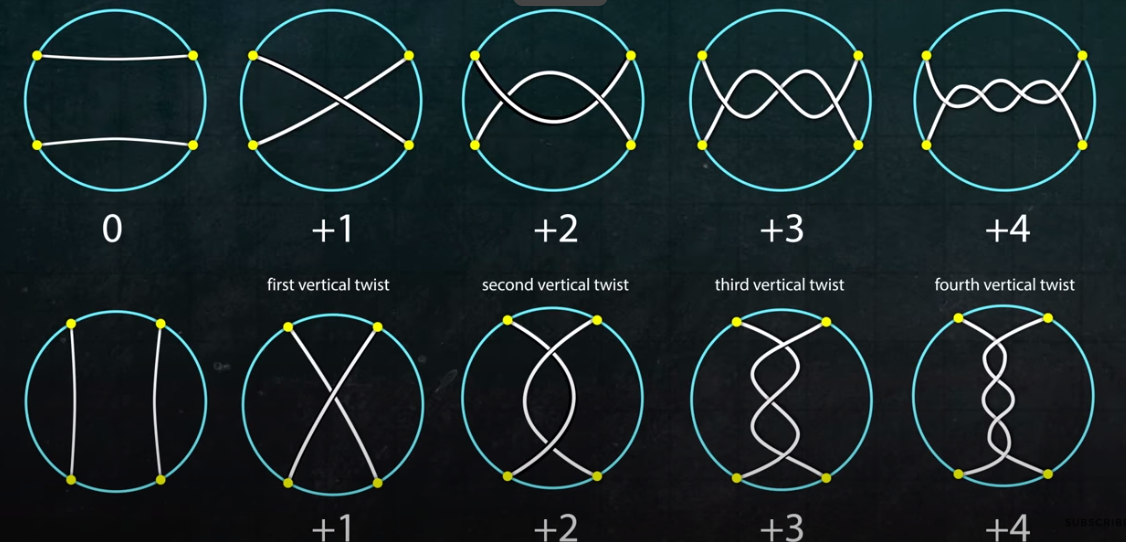 0
+1
+2
+3
+4
first vertical twist
second vertical twist
third vertical twist
fourth vertical twist
+1
+2
+3
+4